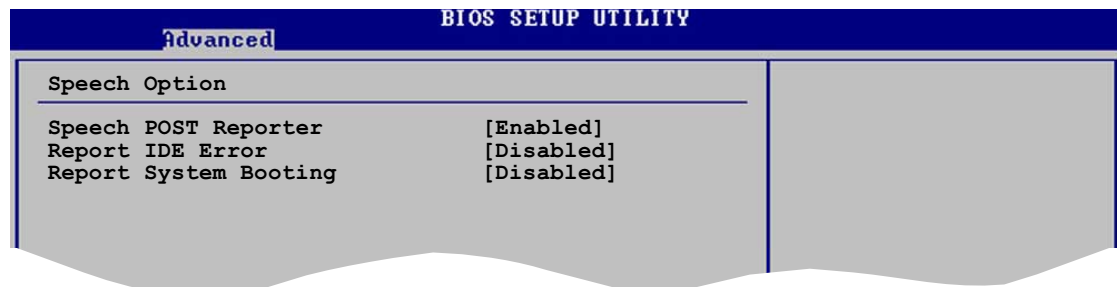 BIOS SETUP UTILITY
Advanced
Speech Option
Speech POST Reporter [Enabled]
Report IDE Error [Disabled]
Report System Booting [Disabled]